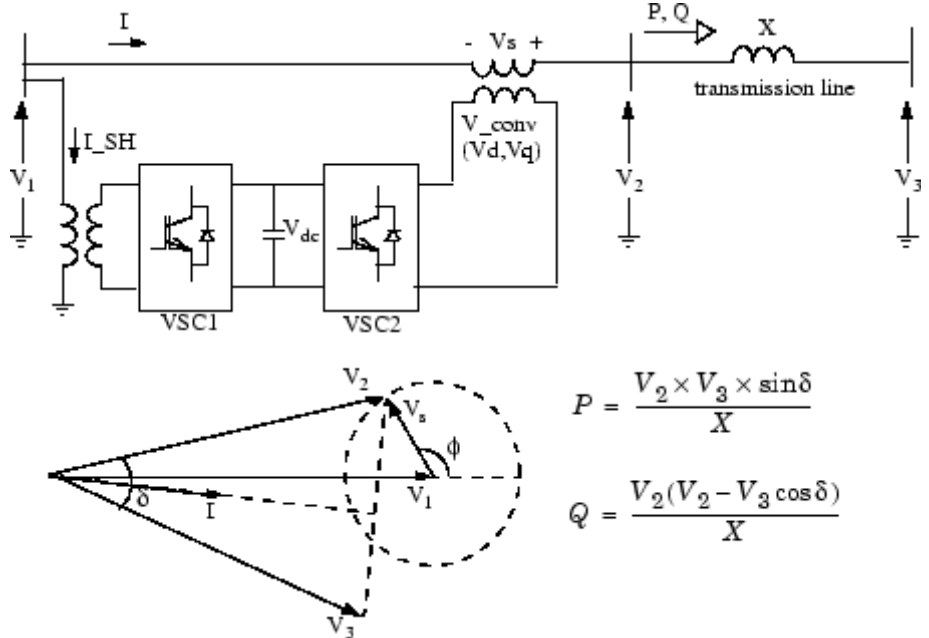 I
- Vs +
P, Q
X
transmission line
I_SH
V_conv
(Vd,Vq)
V1
V2
V3
Vdc
VSC1
VSC2
V2
Vs
ϕ
V1
δ
I
V3
P = V2 × V3 × sinδ / X
Q = V2(V2 − V3 cosδ) / X